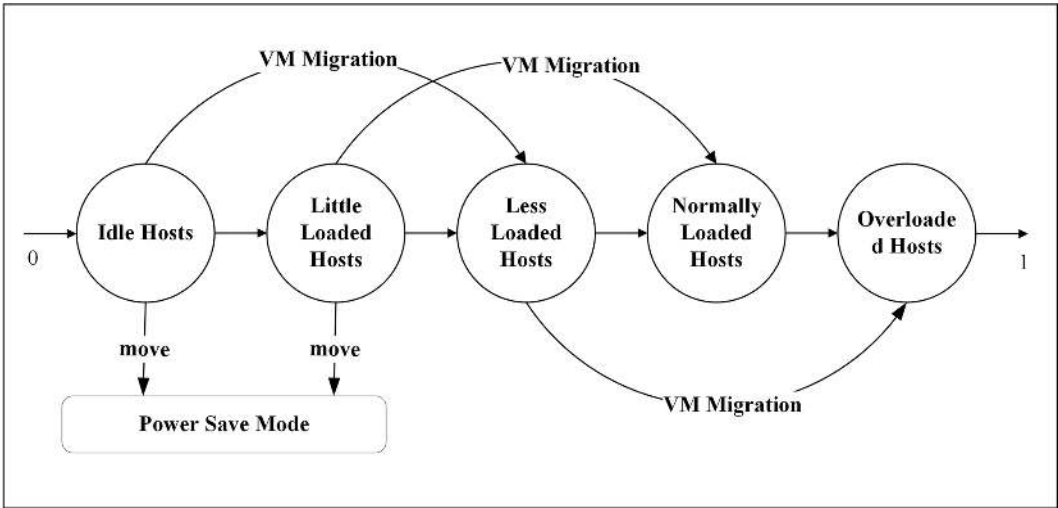 VM Migration
VM Migration
Idle Hosts
Little
Loaded
Hosts
Less
Loaded
Hosts
Normally
Loaded
Hosts
Overloade
d Hosts
0
1
move
move
VM Migration
Power Save Mode